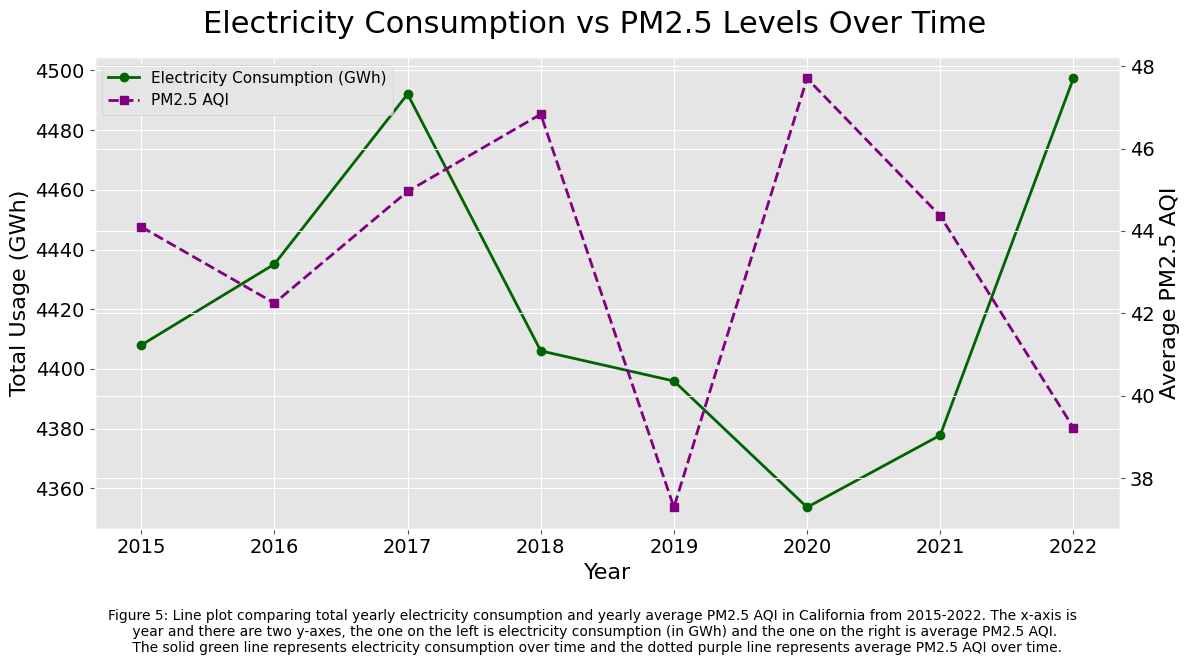 Electricity Consumption vs PM2.5 Levels Over Time
Electricity Consumption (GWh)
PM2.5 AQI
Total Usage (GWh)
4500
4480
4460
4440
4420
4400
4380
4360
48
46
44
42
40
38
Average PM2.5 AQI
2015 2016 2017 2018 2019 2020 2021 2022
Year
Figure 5: Line plot comparing total yearly electricity consumption and yearly average PM2.5 AQI in California from 2015-2022. The x-axis is
year and there are two y-axes, the one on the left is electricity consumption (in GWh) and the one on the right is average PM2.5 AQI.
The solid green line represents electricity consumption over time and the dotted purple line represents average PM2.5 AQI over time.